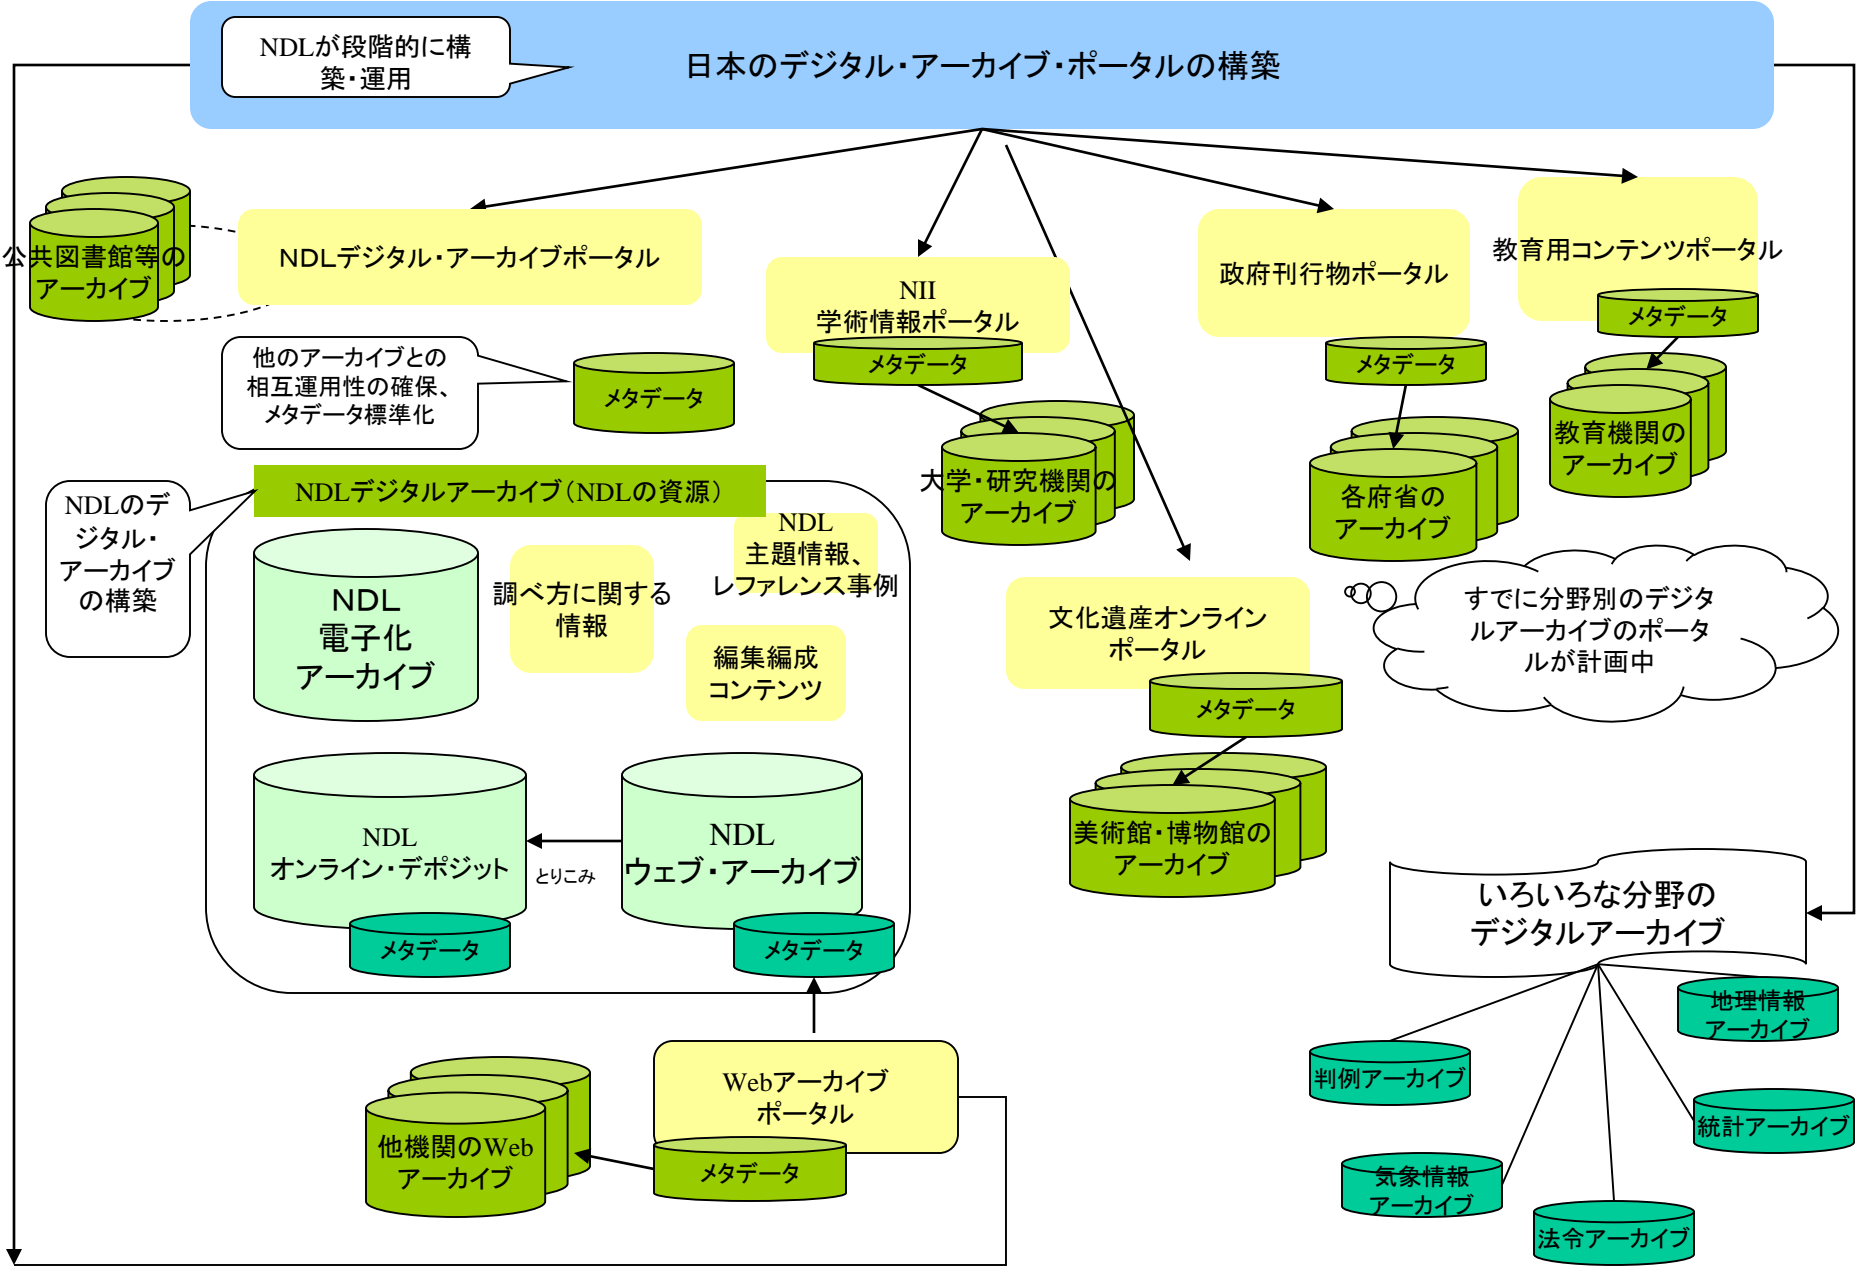 NDLが段階的に構
築・運用
日本のデジタル・アーカイブ・ポータルの構築
公共図書館等の
アーカイブ
NDLデジタル・アーカイブポータル
NII
学術情報ポータル
メタデータ
政府刊行物ポータル
メタデータ
教育用コンテンツポータル
メタデータ
他のアーカイブとの
相互運用性の確保、
メタデータ標準化
メタデータ
大学・研究機関の
アーカイブ
各府省の
アーカイブ
教育機関の
アーカイブ
NDLのデ
ジタル・
アーカイブ
の構築
NDLデジタルアーカイブ（NDLの資源）
NDL
電子化
アーカイブ
調べ方に関する
情報
NDL
主題情報、
レファレンス事例
編集編成
コンテンツ
文化遺産オンライン
ポータル
メタデータ
すでに分野別のデジタ
ルアーカイブのポータ
ルが計画中
美術館・博物館の
アーカイブ
NDL
オンライン・デポジット
メタデータ
とりこみ
NDL
ウェブ・アーカイブ
メタデータ
いろいろな分野の
デジタルアーカイブ
地理情報
アーカイブ
判例アーカイブ
統計アーカイブ
気象情報
アーカイブ
法令アーカイブ
Webアーカイブ
ポータル
メタデータ
他機関のWeb
アーカイブ